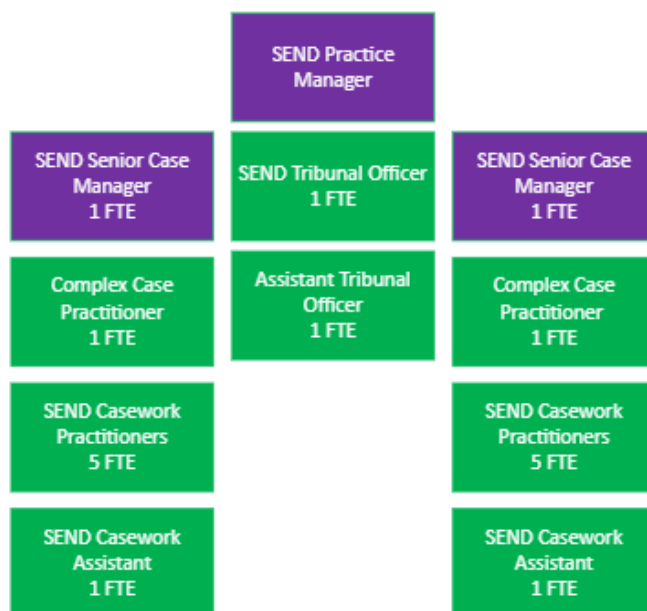 SEND Practice
Manager
SEND Senior Case
Manager
1 FTE
SEND Tribunal Officer
1 FTE
SEND Senior Case
Manager
1 FTE
Complex Case
Practitioner
1 FTE
Assistant Tribunal
Officer
1 FTE
Complex Case
Practitioner
1 FTE
SEND Casework
Practitioners
5 FTE
SEND Casework
Practitioners
5 FTE
SEND Casework
Assistant
1 FTE
SEND Casework
Assistant
1 FTE